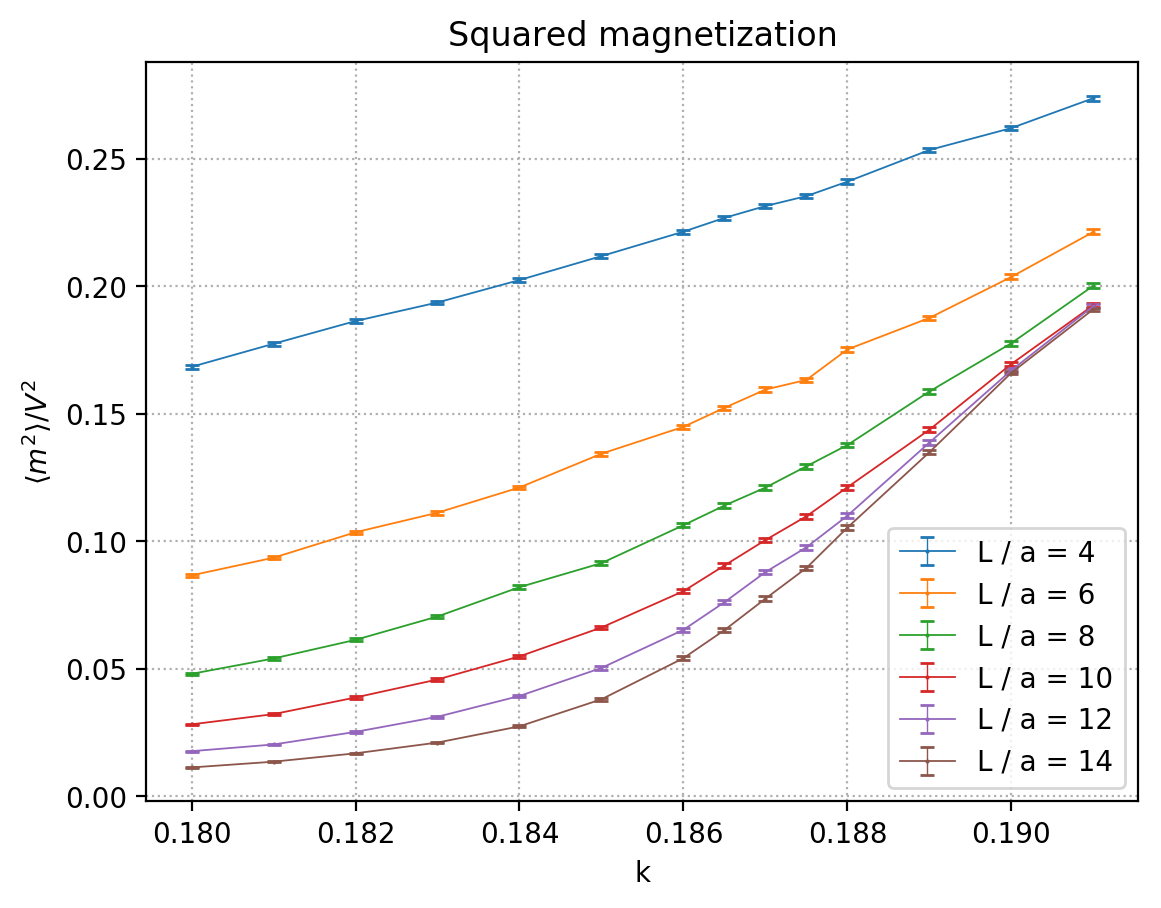 Squared magnetization
⟨m²⟩/V²
0.25
0.20
0.15
0.10
0.05
0.00
0.180 0.182 0.184 0.186 0.188 0.190
k
L / a = 4
L / a = 6
L / a = 8
L / a = 10
L / a = 12
L / a = 14